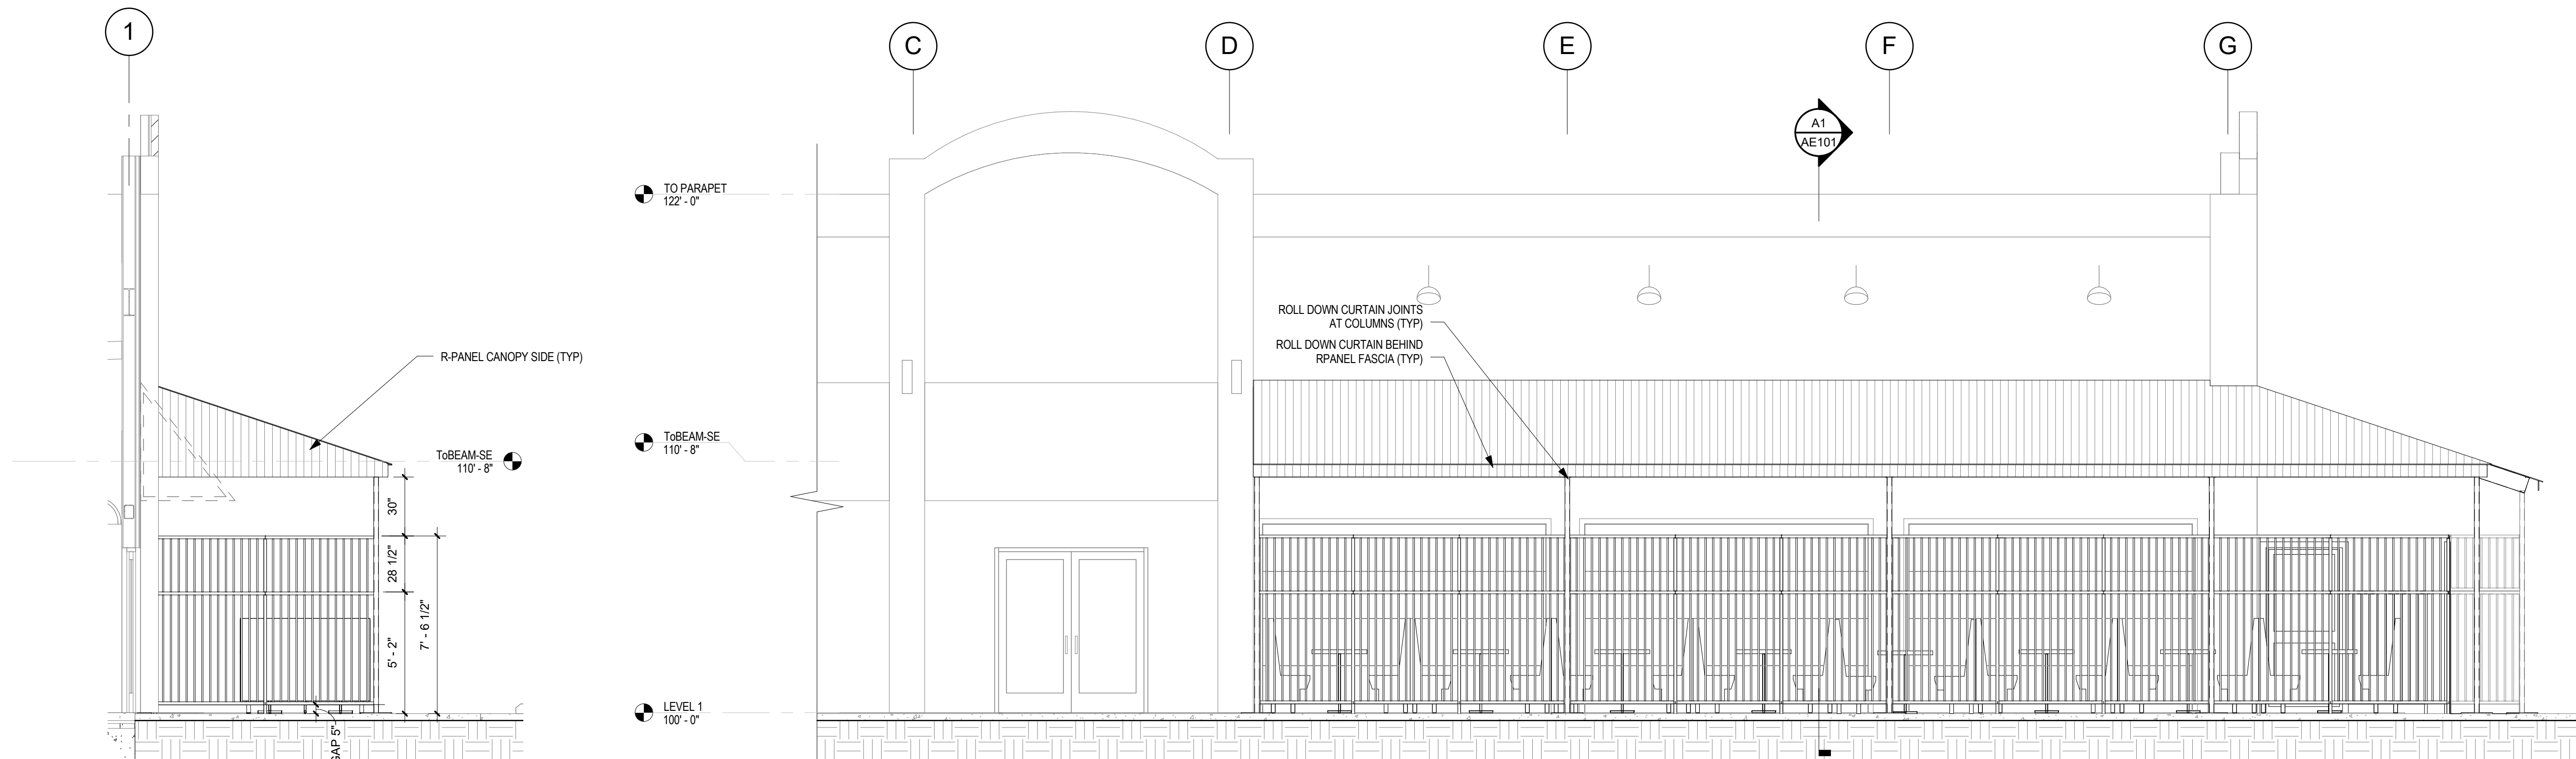 1
C
D
E
F
G
A1
AE101
TO PARAPET
122' - 0"
ROLL DOWN CURTAIN JOINTS
AT COLUMNS (TYP)
ROLL DOWN CURTAIN BEHIND
RPANEL FASCIA (TYP)
R-PANEL CANOPY SIDE (TYP)
ToBEAM-SE
110' - 8"
ToBEAM-SE
110' - 8"
30"
28 1/2"
5' - 2"
7' - 6 1/2"
GAP 5"
LEVEL 1
100' - 0"